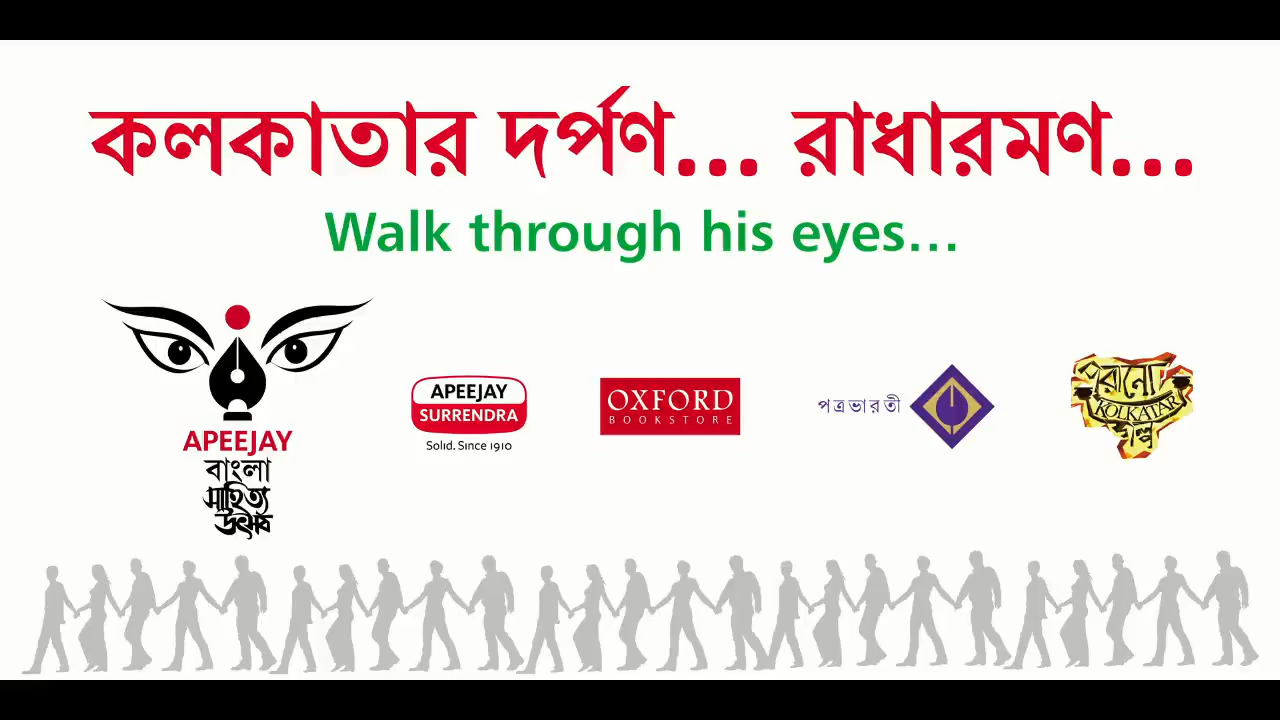 কলকাতার দর্পণ... রাধারমণ...
Walk through his eyes...
APEEJAY
বাংলা
সাহিত্য
উৎসব
APEEJAY
SURRENDRA
Solid. Since 1910
OXFORD
BOOKSTORE
পত্রভারতী
পুরানো
KOLKATAR
গল্প